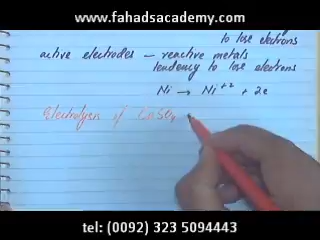 www.fahadsacademy.com
to lose electrons
active electrodes – reactive metals
tendency to lose electrons
Ni → Ni⁺² + 2e
Electrolysis of CuSO₄
tel: (0092) 323 5094443